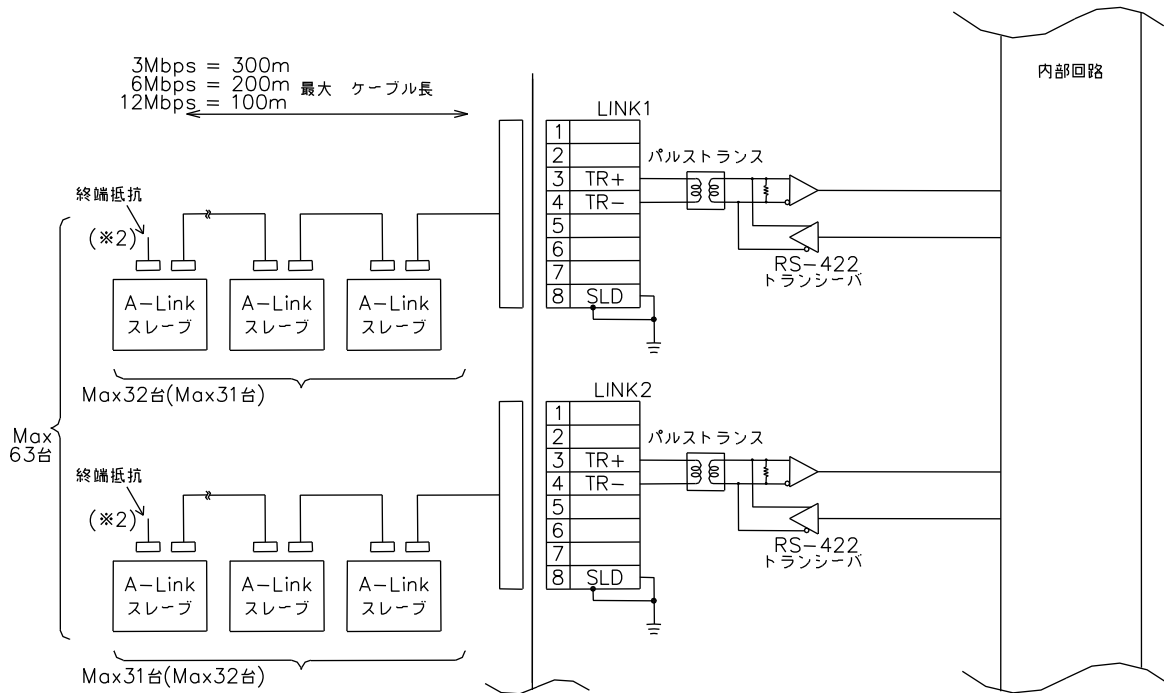 3Mbps = 300m
6Mbps = 200m 最大 ケーブル長
12Mbps = 100m
内部回路
LINK1
1
2
3 TR+
4 TR-
5
6
7
8 SLD
パルストランス
RS-422
トランシーバ
終端抵抗
(※2)
A-Link
スレーブ
A-Link
スレーブ
A-Link
スレーブ
Max32台(Max31台)
Max
63台
LINK2
1
2
3 TR+
4 TR-
5
6
7
8 SLD
パルストランス
RS-422
トランシーバ
終端抵抗
(※2)
A-Link
スレーブ
A-Link
スレーブ
A-Link
スレーブ
Max31台(Max32台)